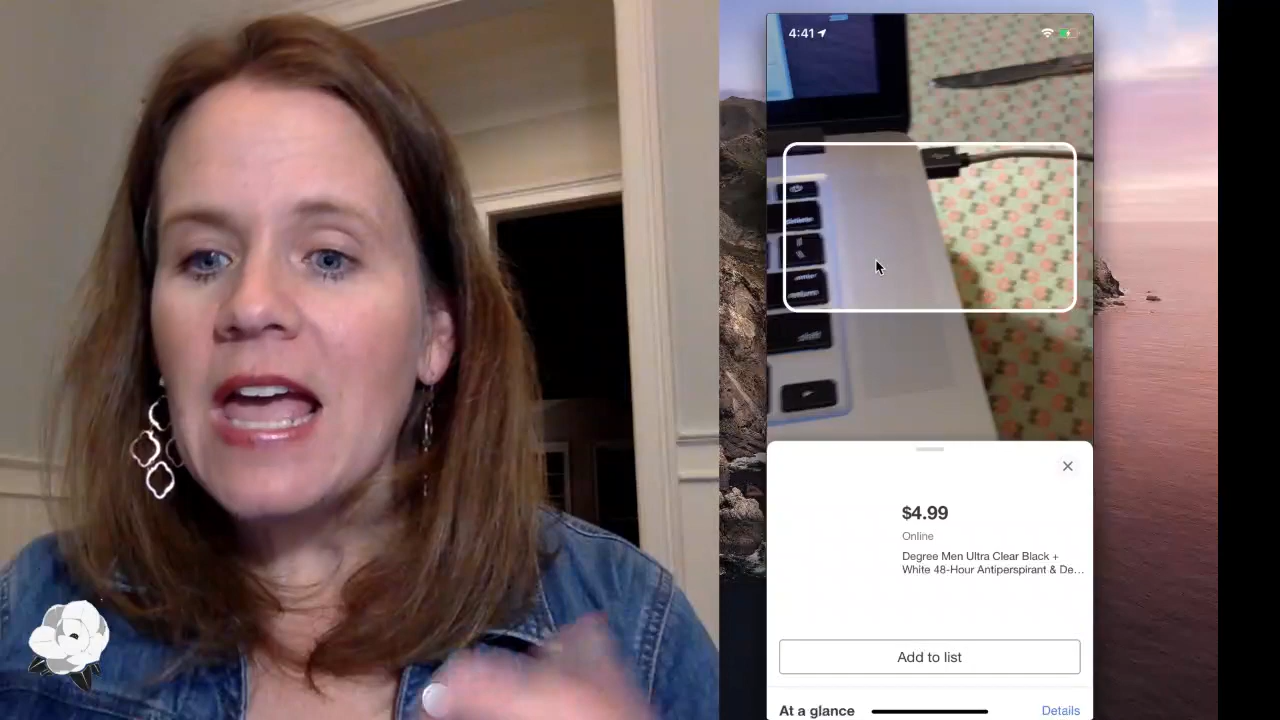 4:41
$4.99
Online
Degree Men Ultra Clear Black +
White 48-Hour Antiperspirant & De...
Add to list
At a glance
Details